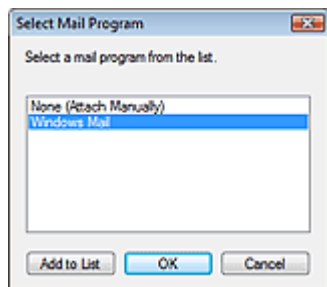 Select Mail Program
Select a mail program from the list.
None (Attach Manually)
Windows Mail
Add to List OK Cancel